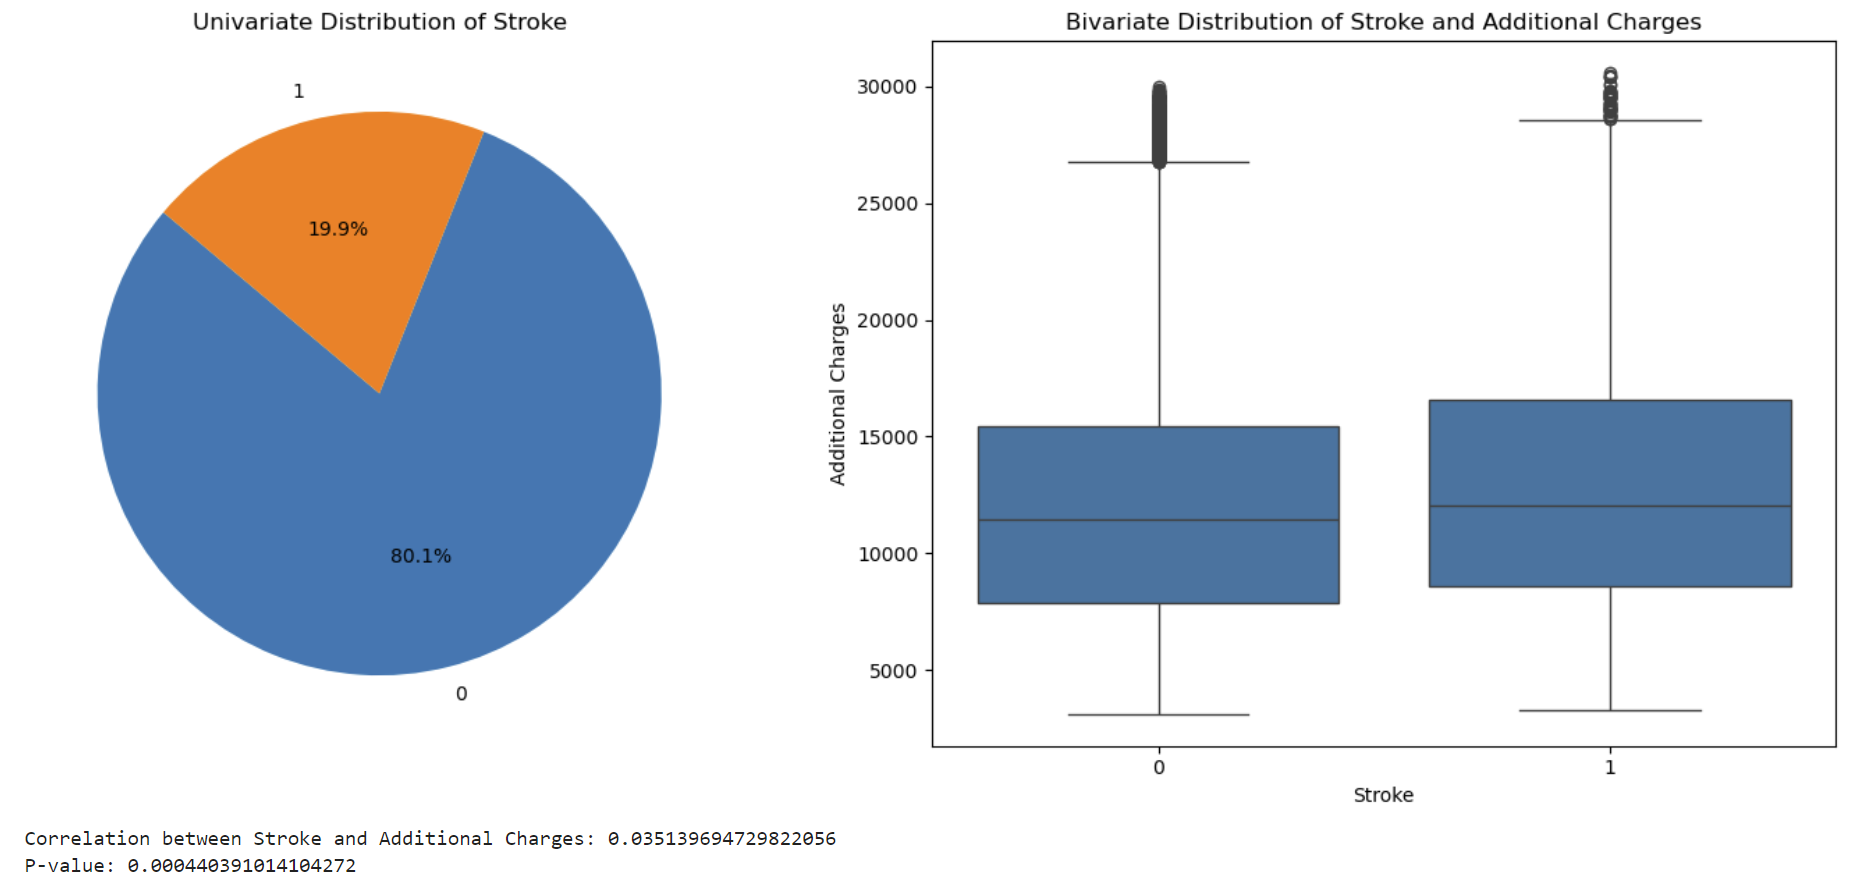 Univariate Distribution of Stroke
1
19.9%
80.1%
0
Bivariate Distribution of Stroke and Additional Charges
30000
25000
20000
15000
10000
5000
Additional Charges
0
1
Stroke
Correlation between Stroke and Additional Charges: 0.035139694729822056
P-value: 0.000440391014104272